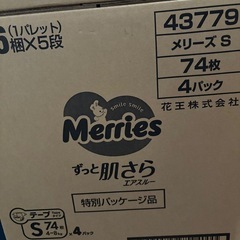 (1パレット)
6梱×5段
43779
メリーズ S
74枚
4パック
花王株式会社
smile smile
Merries
ずっと肌さら
エアスルー
特別パッケージ品
テープ
S 74枚
4~8kg
4パック